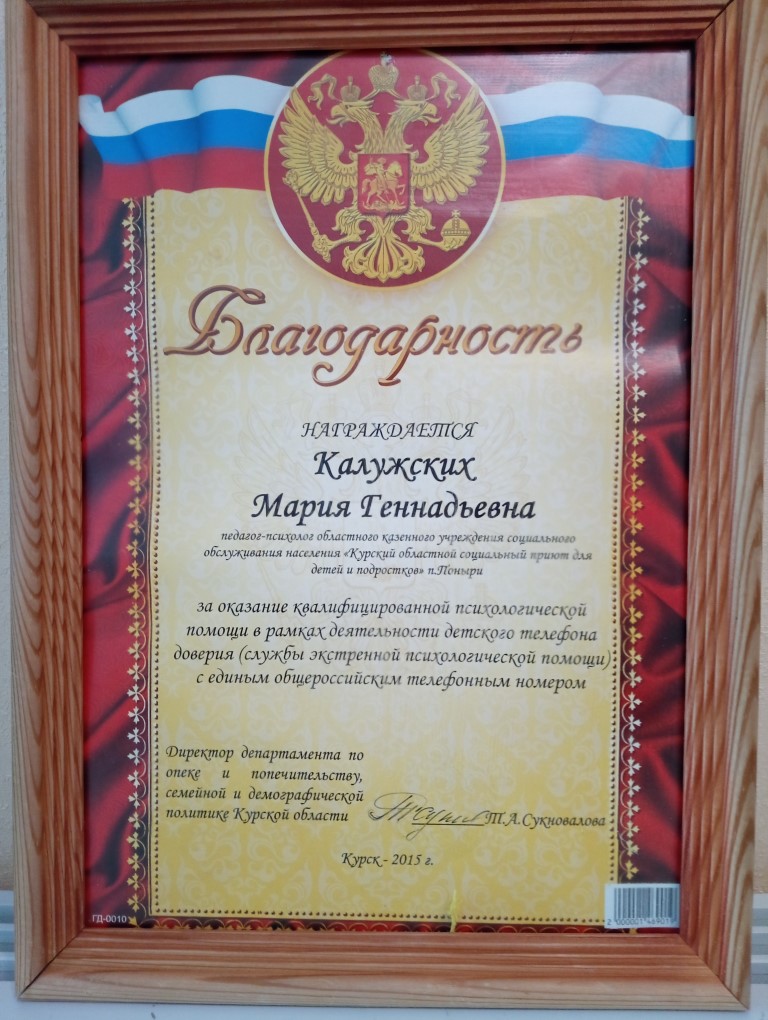 Благодарность
НАГРАЖДАЕТСЯ
Калужских
Мария Геннадьевна
педагог-психолог областного казенного учреждения социального
обслуживания населения «Курский областной социальный приют для
детей и подростков» п.Поныри
за оказание квалифицированной психологической
помощи в рамках деятельности детского телефона
доверия (службы экстренной психологической помощи)
с единым общероссийским телефонным номером
Директор департамента по
опеке и попечительству,
семейной и демографической
политике Курской области
Т.А.Сукновалова
Курск - 2015 г.
ГД-0010